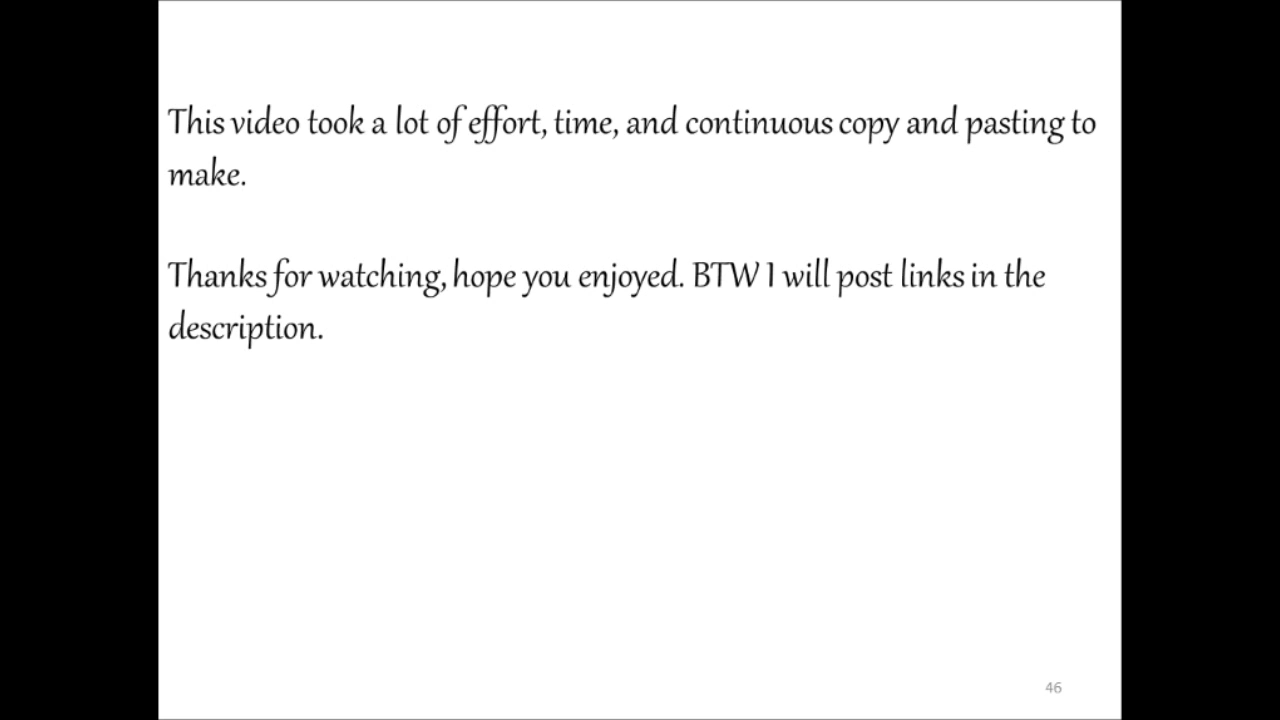 This video took a lot of effort, time, and continuous copy and pasting to
make.
Thanks for watching, hope you enjoyed. BTW I will post links in the
description.
46